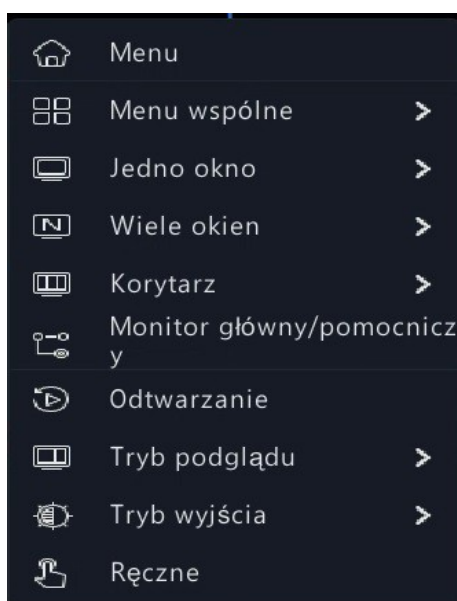 Menu
Menu wspólne
Jedno okno
Wiele okien
Korytarz
Monitor główny/pomocnicz
y
Odtwarzanie
Tryb podglądu
Tryb wyjścia
Ręczne